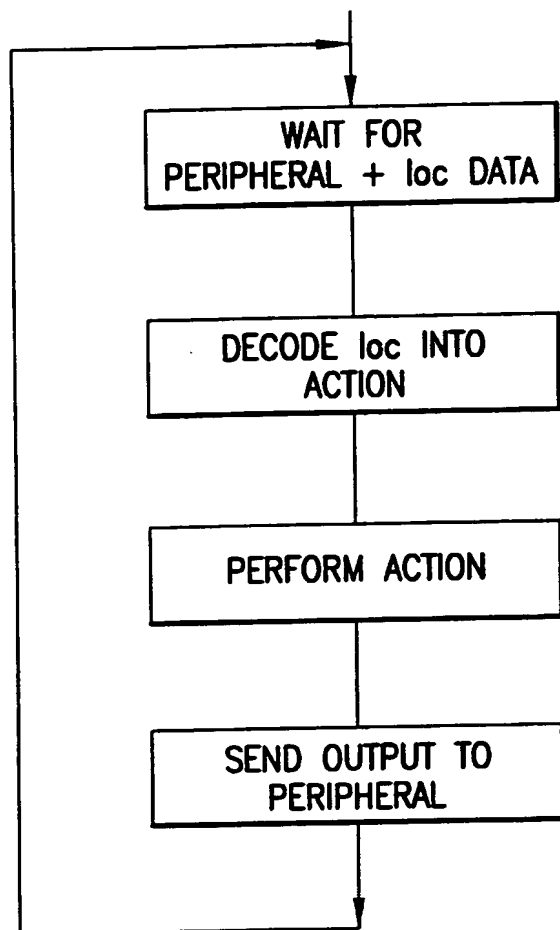 WAIT FOR
PERIPHERAL + loc DATA
DECODE loc INTO
ACTION
PERFORM ACTION
SEND OUTPUT TO
PERIPHERAL